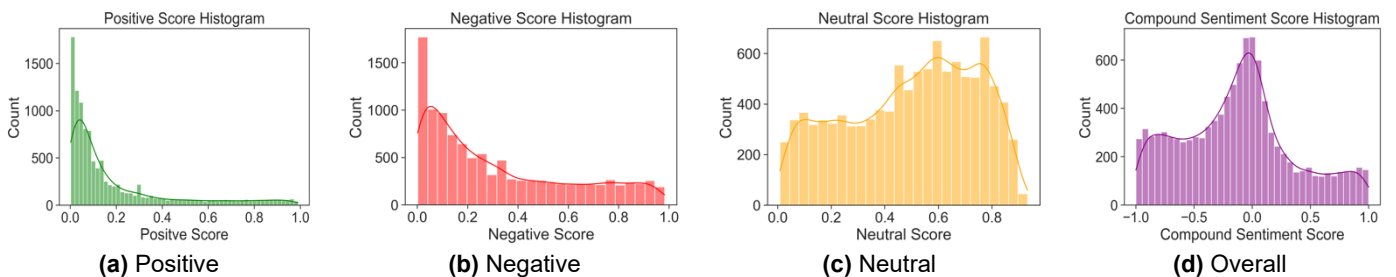 Positive Score Histogram
Count
1500
1000
500
0
0.0 0.2 0.4 0.6 0.8 1.0
Positve Score
(a) Positive
Negative Score Histogram
Count
1500
1000
500
0
0.0 0.2 0.4 0.6 0.8 1.0
Negative Score
(b) Negative
Neutral Score Histogram
Count
600
400
200
0
0.0 0.2 0.4 0.6 0.8
Neutral Score
(c) Neutral
Compound Sentiment Score Histogram
Count
600
400
200
0
−1.0 −0.5 0.0 0.5 1.0
Compound Sentiment Score
(d) Overall